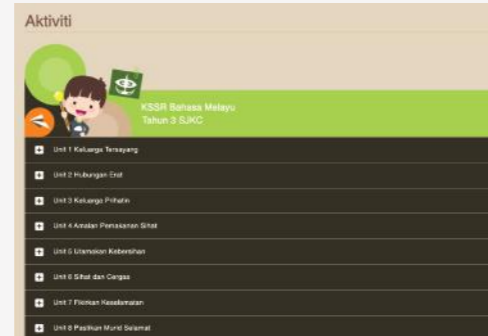 Aktiviti
KSSR Bahasa Melayu
Tahun 3 SJKC
Unit 1 Keluarga Tersayang
Unit 2 Hubungan Erat
Unit 3 Keluarga Prihatin
Unit 4 Amalan Pemakanan Sihat
Unit 5 Utamakan Kebersihan
Unit 6 Sihat dan Cergas
Unit 7 Fikirkan Keselamatan
Unit 8 Pastikan Murid Selamat